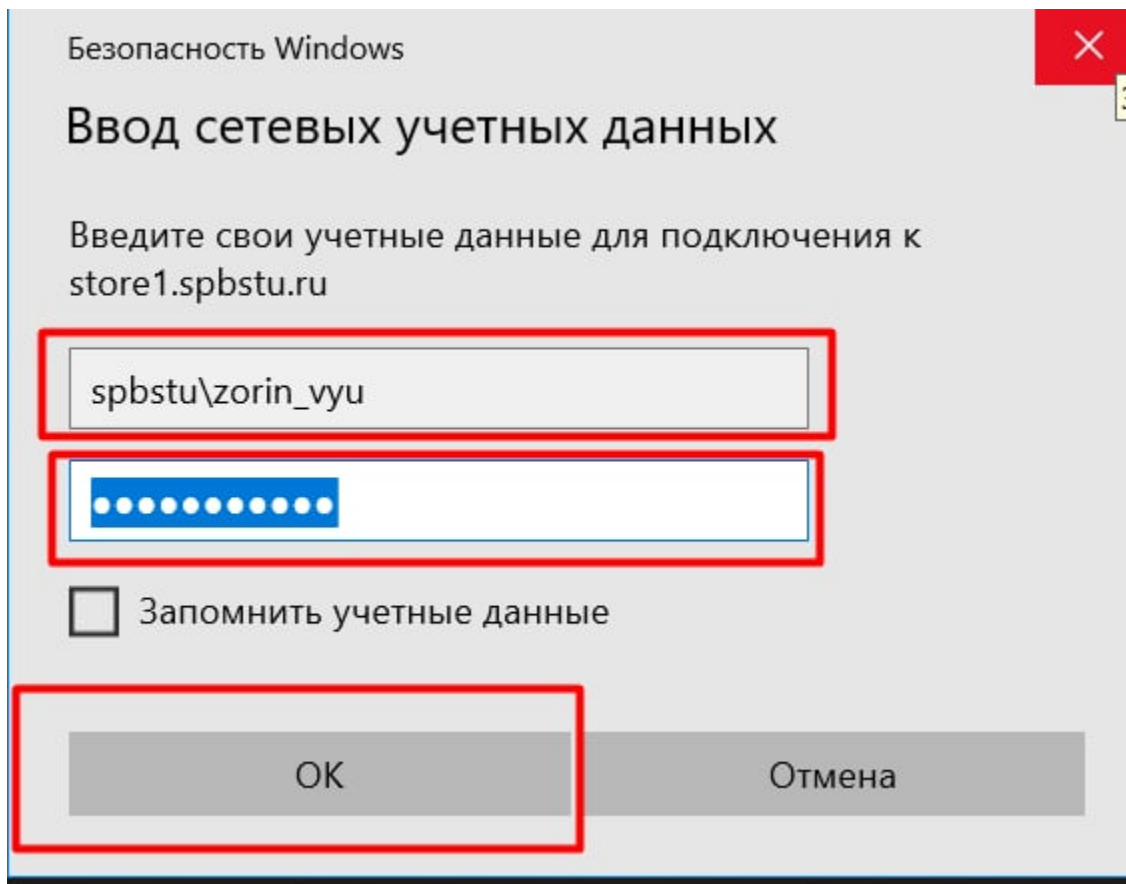 Безопасность Windows
Ввод сетевых учетных данных
Введите свои учетные данные для подключения к
store1.spbstu.ru
spbstu\zorin_vyu
●●●●●●●●●●●
Запомнить учетные данные
ОК
Отмена